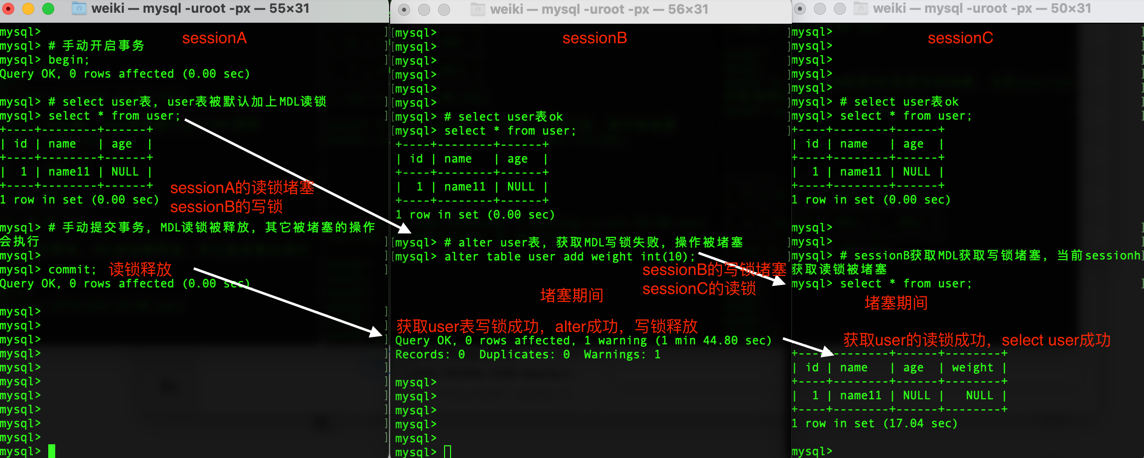 weiki — mysql -uroot -px — 55×31
mysql>
mysql> # 手动开启事务
mysql> begin;
Query OK, 0 rows affected (0.00 sec)
mysql> # select user表, user表被默认加上MDL读锁
mysql> select * from user;
+----+--------+------+
| id | name | age |
+----+--------+------+
| 1 | name11 | NULL |
+----+--------+------+
1 row in set (0.00 sec)
mysql> # 手动提交事务, MDL读锁被释放, 其它被堵塞的操作
会执行
mysql>
mysql> commit;
Query OK, 0 rows affected (0.00 sec)
mysql>
mysql>
mysql>
mysql>
mysql>
mysql>
mysql>
mysql>
sessionA
sessionA的读锁堵塞
sessionB的写锁
读锁释放
weiki — mysql -uroot -px — 56×31
mysql>
mysql>
mysql>
mysql>
mysql>
mysql>
mysql> # select user表ok
mysql> select * from user;
+----+--------+------+
| id | name | age |
+----+--------+------+
| 1 | name11 | NULL |
+----+--------+------+
1 row in set (0.00 sec)
mysql> # alter user表, 获取MDL写锁失败, 操作被堵塞
mysql> alter table user add weight int(10);
Query OK, 0 rows affected, 1 warning (1 min 44.80 sec)
Records: 0 Duplicates: 0 Warnings: 1
mysql>
mysql>
mysql>
mysql>
mysql>
mysql>
sessionB
sessionB的写锁堵塞
sessionC的读锁
堵塞期间
获取user表写锁成功，alter成功，写锁释放
weiki — mysql -uroot -px — 50×31
mysql>
mysql>
mysql>
mysql>
mysql>
mysql> # select user表ok
mysql> select * from user;
+----+--------+------+
| id | name | age |
+----+--------+------+
| 1 | name11 | NULL |
+----+--------+------+
1 row in set (0.00 sec)
mysql>
mysql>
mysql> # sessionB获取MDL获取写锁堵塞, 当前sessionh
获取读锁被堵塞
mysql> select * from user;
+----+--------+------+--------+
| id | name | age | weight |
+----+--------+------+--------+
| 1 | name11 | NULL | NULL |
+----+--------+------+--------+
1 row in set (17.04 sec)
mysql>
sessionC
堵塞期间
获取user的读锁成功，select user成功